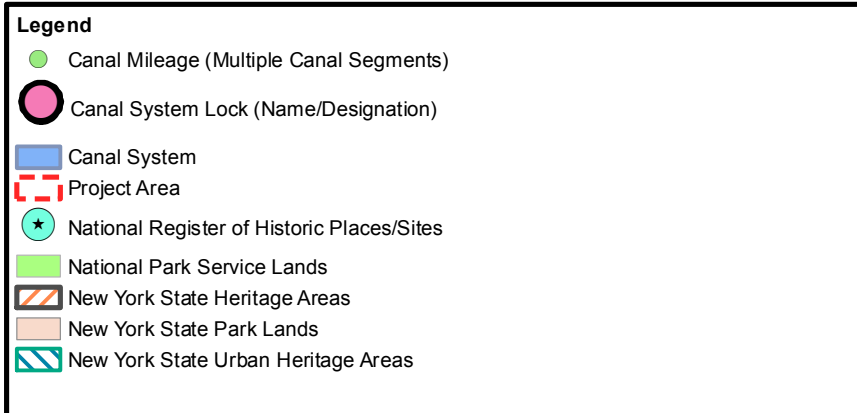 Legend
Canal Mileage (Multiple Canal Segments)
Canal System Lock (Name/Designation)
Canal System
Project Area
National Register of Historic Places/Sites
National Park Service Lands
New York State Heritage Areas
New York State Park Lands
New York State Urban Heritage Areas